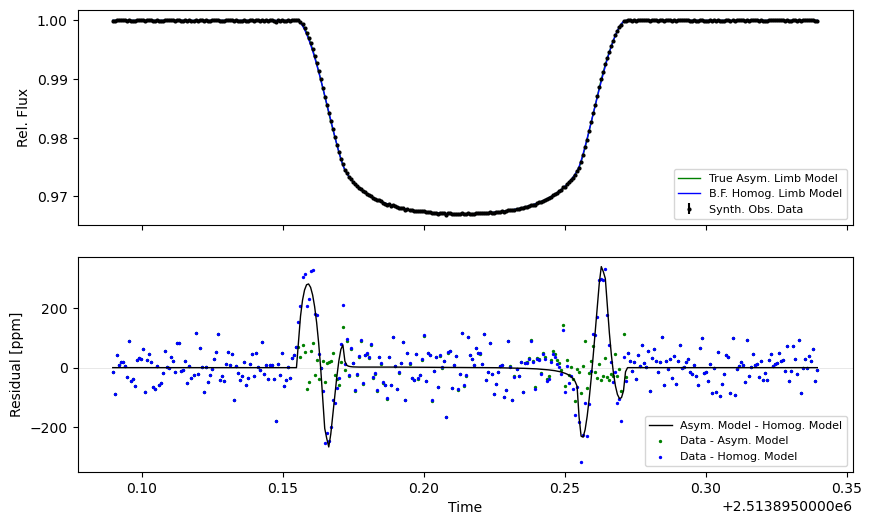 1.00
0.99
0.98
0.97
Rel. Flux
True Asym. Limb Model
B.F. Homog. Limb Model
Synth. Obs. Data
200
0
−200
Residual [ppm]
Asym. Model - Homog. Model
Data - Asym. Model
Data - Homog. Model
0.10 0.15 0.20 0.25 0.30 0.35
Time
+2.5138950000e6